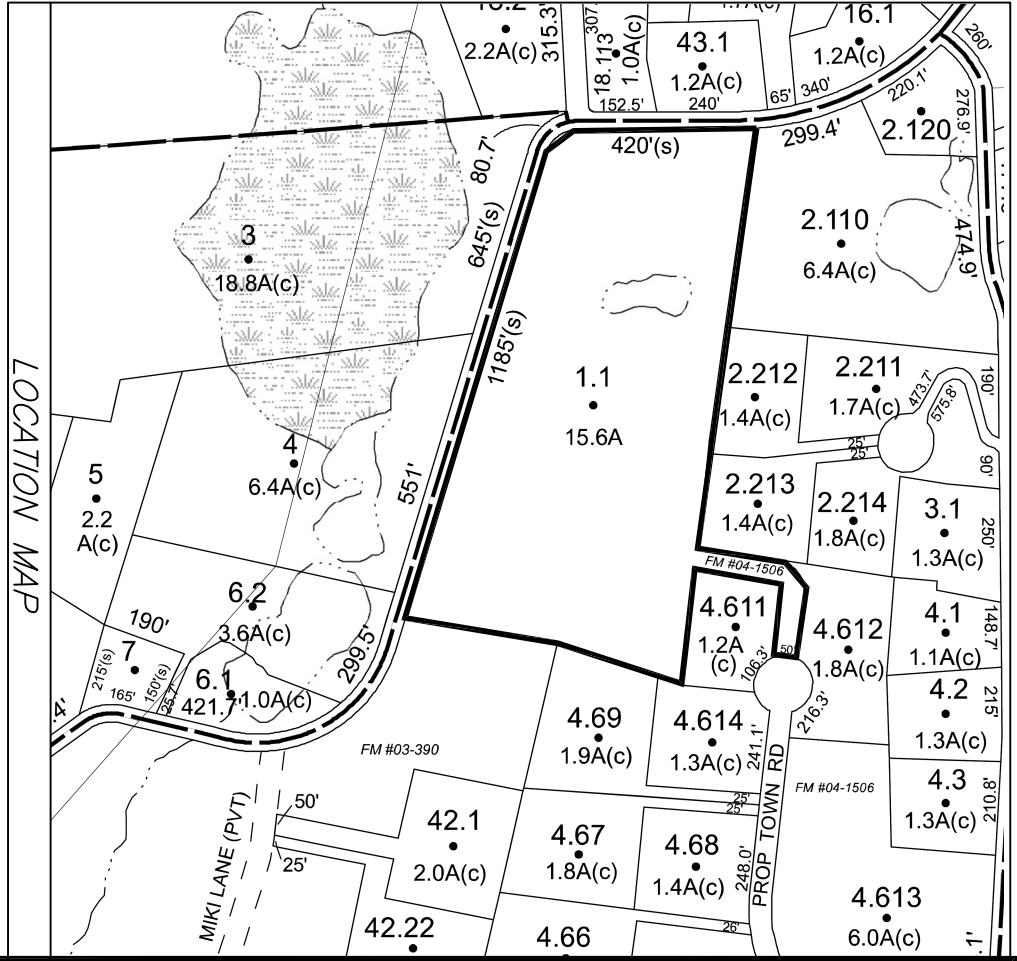 2.2A(c)
315.3'
307.
18.113
1.0A(c)
152.5'
43.1
1.2A(c)
240'
16.1
1.2A(c)
65'
340'
260'
220.1'
276.9'
2.120
299.4'
420'(s)
80.7'
645'(s)
1185'(s)
3
18.8A(c)
2.110
6.4A(c)
474.9'
1.1
15.6A
2.212
1.4A(c)
2.211
1.7A(c)
473.7'
575.8'
190'
25'
25'
90'
LOCATION MAP
4
6.4A(c)
551'
5
2.2
A(c)
2.213
1.4A(c)
2.214
1.8A(c)
3.1
1.3A(c)
250'
FM #04-1506
6.2
3.6A(c)
190'
7
215'(s)
165'
150'(s)
25.7'
6.1
1.0A(c)
421.7'
299.5'
4.611
1.2A
(c)
106.3'
50'
4.612
1.8A(c)
4.1
1.1A(c)
148.7'
216.3'
4.2
1.3A(c)
215'
.4'
FM #03-390
4.69
1.9A(c)
4.614
1.3A(c)
241.1'
FM #04-1506
4.3
1.3A(c)
210.8'
25'
25'
50'
25'
MIKI LANE (PVT)
42.1
2.0A(c)
4.67
1.8A(c)
4.68
1.4A(c)
248.0'
PROP TOWN RD
4.613
6.0A(c)
42.22
4.66
26'
.1'